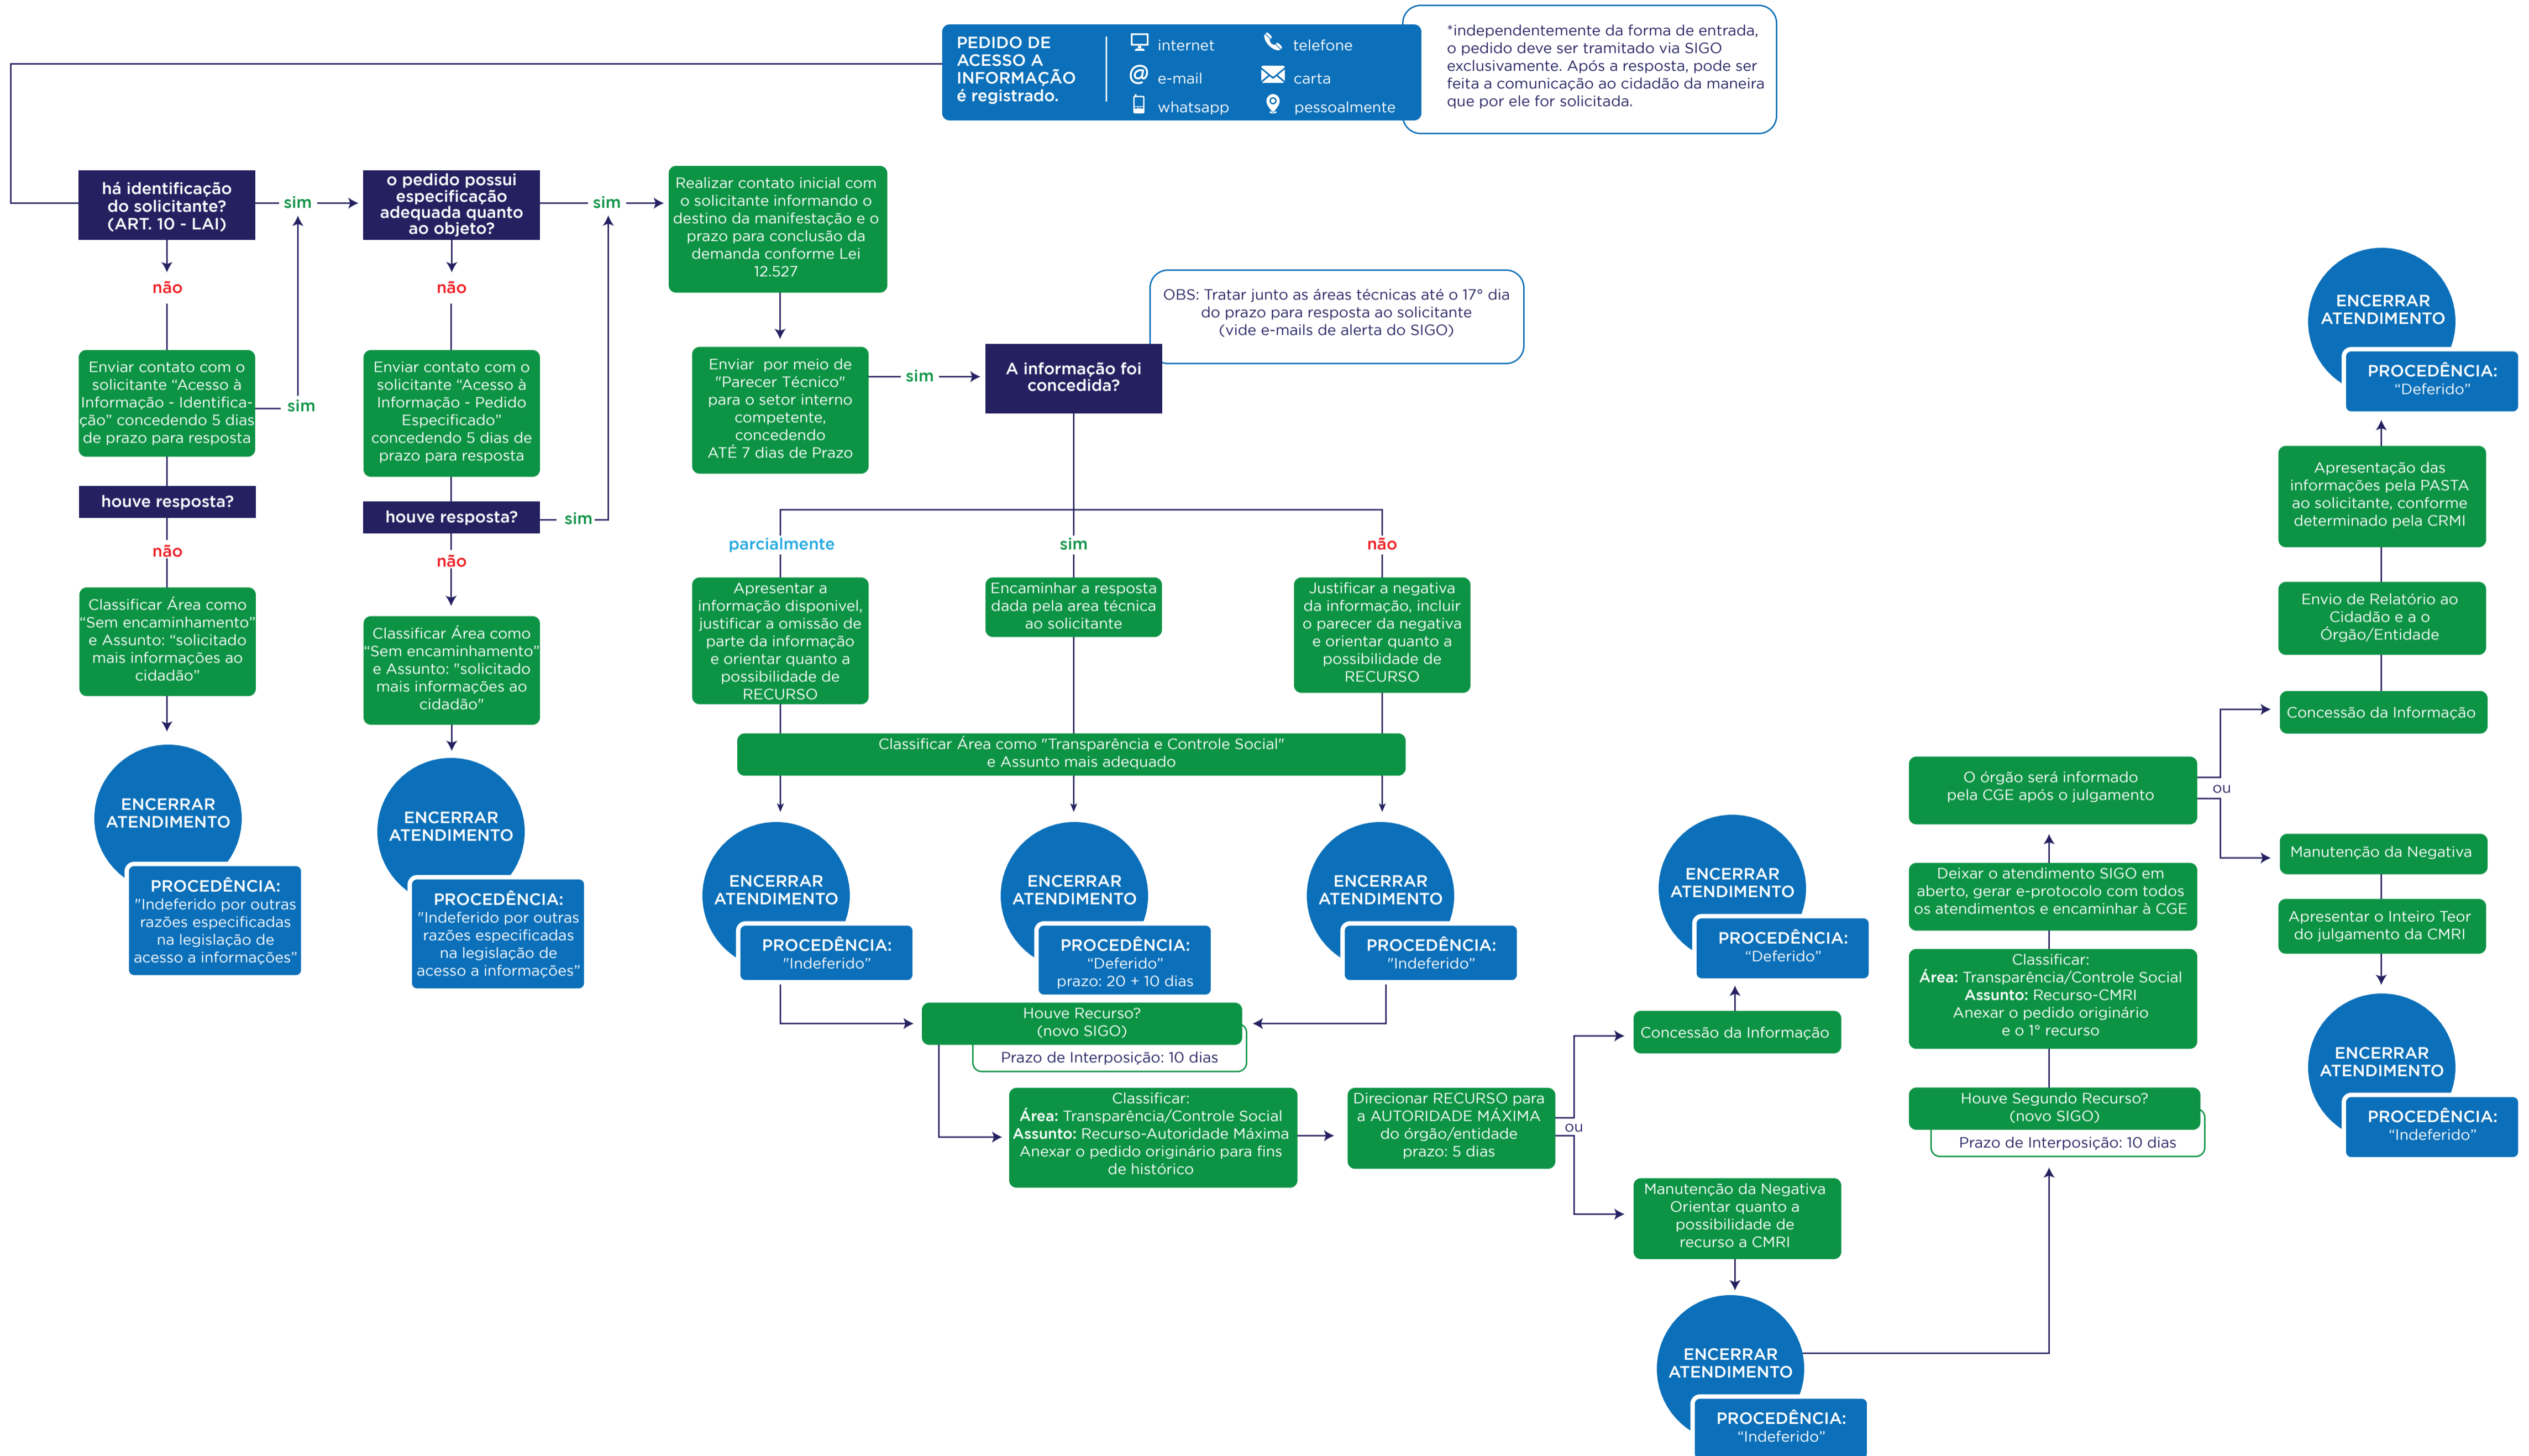 PEDIDO DE
ACESSO A
INFORMAÇÃO
é registrado.
internet
e-mail
whatsapp
telefone
carta
pessoalmente
*independentemente da forma de entrada,
o pedido deve ser tramitado via SIGO
exclusivamente. Após a resposta, pode ser
feita a comunicação ao cidadão da maneira
que por ele for solicitada.
há identificação
do solicitante?
(ART. 10 - LAI)
sim
não
Enviar contato com o
solicitante “Acesso à
Informação - Identifica-
ção” concedendo 5 dias
de prazo para resposta
sim
houve resposta?
não
Classificar Área como
“Sem encaminhamento”
e Assunto: “solicitado
mais informações ao
cidadão”
ENCERRAR
ATENDIMENTO
PROCEDÊNCIA:
"Indeferido por outras
razões especificadas
na legislação de
acesso a informações”
o pedido possui
especificação
adequada quanto
ao objeto?
sim
não
Enviar contato com o
solicitante “Acesso à
Informação - Pedido
Especificado”
concedendo 5 dias de
prazo para resposta
houve resposta?
sim
não
Classificar Área como
“Sem encaminhamento”
e Assunto: "solicitado
mais informações ao
cidadão"
ENCERRAR
ATENDIMENTO
PROCEDÊNCIA:
"Indeferido por outras
razões especificadas
na legislação de
acesso a informações”
Realizar contato inicial com
o solicitante informando o
destino da manifestação e o
prazo para conclusão da
demanda conforme Lei
12.527
Enviar por meio de
"Parecer Técnico"
para o setor interno
competente,
concedendo
ATÉ 7 dias de Prazo
sim
OBS: Tratar junto as áreas técnicas até o 17° dia
do prazo para resposta ao solicitante
(vide e-mails de alerta do SIGO)
A informação foi
concedida?
parcialmente
sim
não
Apresentar a
informação disponivel,
justificar a omissão de
parte da informação
e orientar quanto a
possibilidade de
RECURSO
Encaminhar a resposta
dada pela area técnica
ao solicitante
Justificar a negativa
da informação, incluir
o parecer da negativa
e orientar quanto a
possibilidade de
RECURSO
Classificar Área como "Transparência e Controle Social"
e Assunto mais adequado
ENCERRAR
ATENDIMENTO
PROCEDÊNCIA:
"Indeferido”
ENCERRAR
ATENDIMENTO
PROCEDÊNCIA:
“Deferido”
prazo: 20 + 10 dias
ENCERRAR
ATENDIMENTO
PROCEDÊNCIA:
"Indeferido”
Houve Recurso?
(novo SIGO)
Prazo de Interposição: 10 dias
Classificar:
Área: Transparência/Controle Social
Assunto: Recurso-Autoridade Máxima
Anexar o pedido originário para fins
de histórico
Direcionar RECURSO para
a AUTORIDADE MÁXIMA
do órgão/entidade
prazo: 5 dias
ou
Concessão da Informação
ENCERRAR
ATENDIMENTO
PROCEDÊNCIA:
“Deferido”
Manutenção da Negativa
Orientar quanto a
possibilidade de
recurso a CMRI
ENCERRAR
ATENDIMENTO
PROCEDÊNCIA:
“Indeferido”
Houve Segundo Recurso?
(novo SIGO)
Prazo de Interposição: 10 dias
Classificar:
Área: Transparência/Controle Social
Assunto: Recurso-CMRI
Anexar o pedido originário
e o 1° recurso
Deixar o atendimento SIGO em
aberto, gerar e-protocolo com todos
os atendimentos e encaminhar à CGE
O órgão será informado
pela CGE após o julgamento
ou
Concessão da Informação
Envio de Relatório ao
Cidadão e a o
Órgão/Entidade
Apresentação das
informações pela PASTA
ao solicitante, conforme
determinado pela CRMI
ENCERRAR
ATENDIMENTO
PROCEDÊNCIA:
“Deferido”
Manutenção da Negativa
Apresentar o Inteiro Teor
do julgamento da CMRI
ENCERRAR
ATENDIMENTO
PROCEDÊNCIA:
“Indeferido”